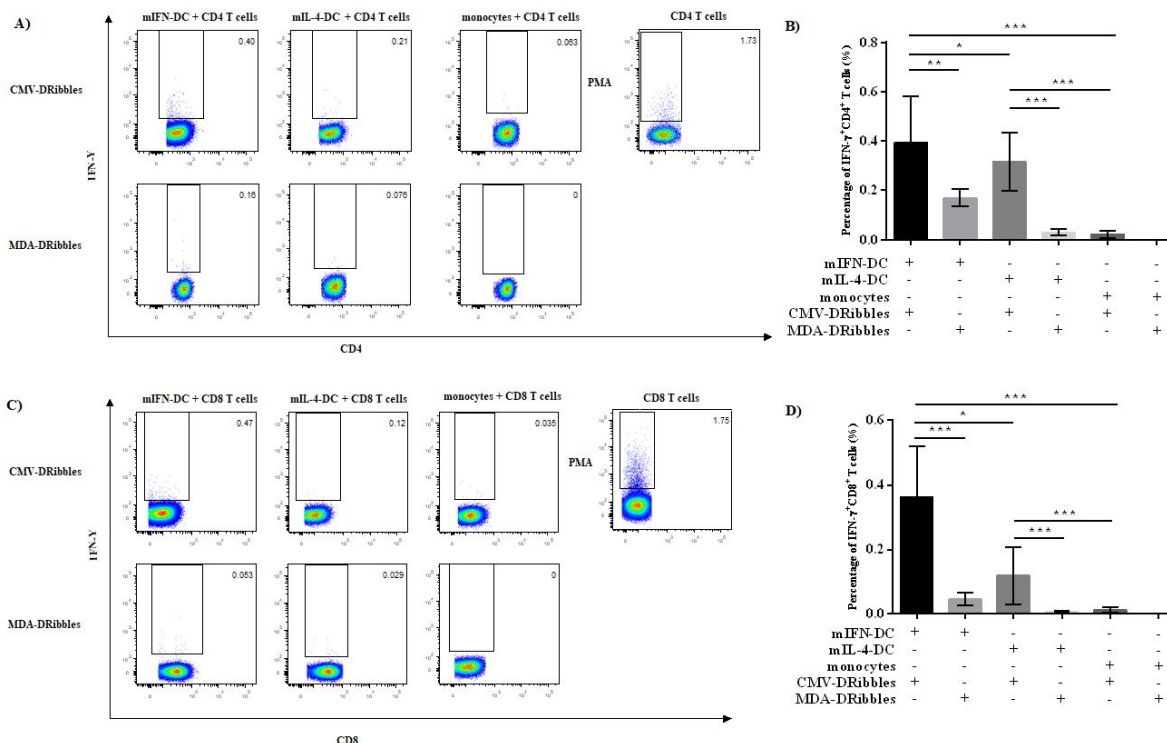 A)
mIFN-DC + CD4 T cells
mIL-4-DC + CD4 T cells
monocytes + CD4 T cells
CD4 T cells
CMV-DRibbles
0.40
0.21
0.063
PMA
1.73
IFN-Y
MDA-DRibbles
0.16
0.076
0
CD4
B)
Percentage of IFN-γ+CD4+ T cells (%)
0.8
0.6
0.4
0.2
0.0
***
*
**
***
***
mIFN-DC + + - - - -
mIL-4-DC - - + + - -
monocytes - - - - + +
CMV-DRibbles + - + - + -
MDA-DRibbles - + - + - +
C)
mIFN-DC + CD8 T cells
mIL-4-DC + CD8 T cells
monocytes + CD8 T cells
CD8 T cells
CMV-DRibbles
0.47
0.12
0.035
PMA
1.75
IFN-Y
MDA-DRibbles
0.053
0.029
0
CD8
D)
Percentage of IFN-γ+CD8+ T cells (%)
0.6
0.4
0.2
0.0
***
*
***
***
***
mIFN-DC + + - - - -
mIL-4-DC - - + + - -
monocytes - - - - + +
CMV-DRibbles + - + - + -
MDA-DRibbles - + - + - +